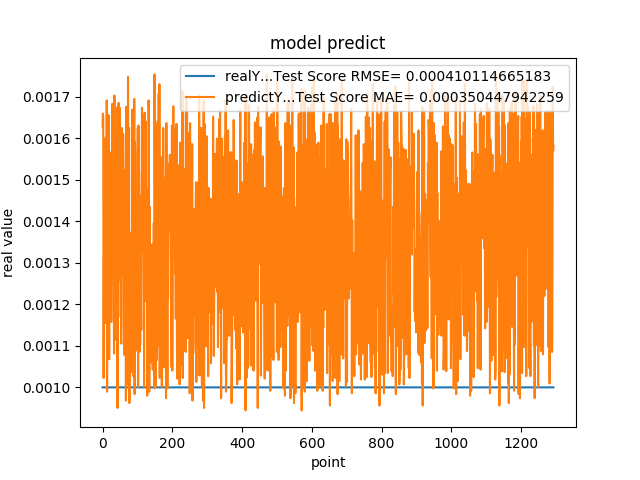 model predict
realY...Test Score RMSE= 0.000410114665183
predictY...Test Score MAE= 0.000350447942259
0.0017
0.0016
0.0015
0.0014
0.0013
0.0012
0.0011
0.0010
real value
0 200 400 600 800 1000 1200
point